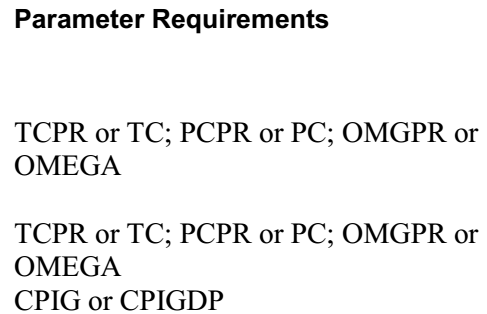 Parameter Requirements
TCPR or TC; PCPR or PC; OMGPR or
OMEGA
TCPR or TC; PCPR or PC; OMGPR or
OMEGA
CPIG or CPIGDP